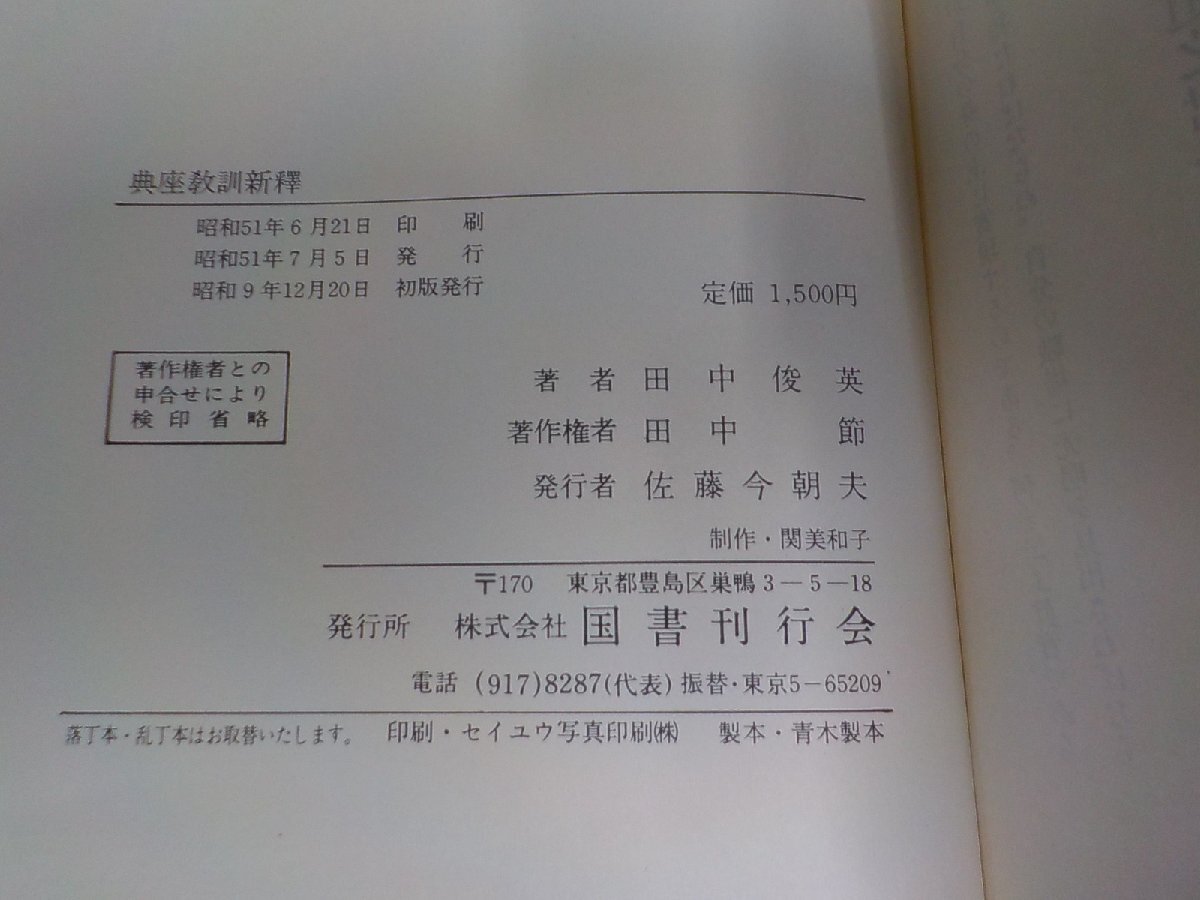 典座教訓新釋
昭和51年6月21日 印 刷
昭和51年7月5日 発 行
昭和9年12月20日 初版発行
定価 1,500円
著作権者との
申合せにより
検印省略
著 者 田中俊英
著作権者 田中 節
発行者 佐藤今朝夫
制作・関美和子
〒170 東京都豊島区巣鴨3-5-18
発行所 株式会社 国書刊行会
電話 (917)8287(代表) 振替・東京5-65209
落丁本・乱丁本はお取替いたします。 印刷・セイユウ写真印刷㈱ 製本・青木製本